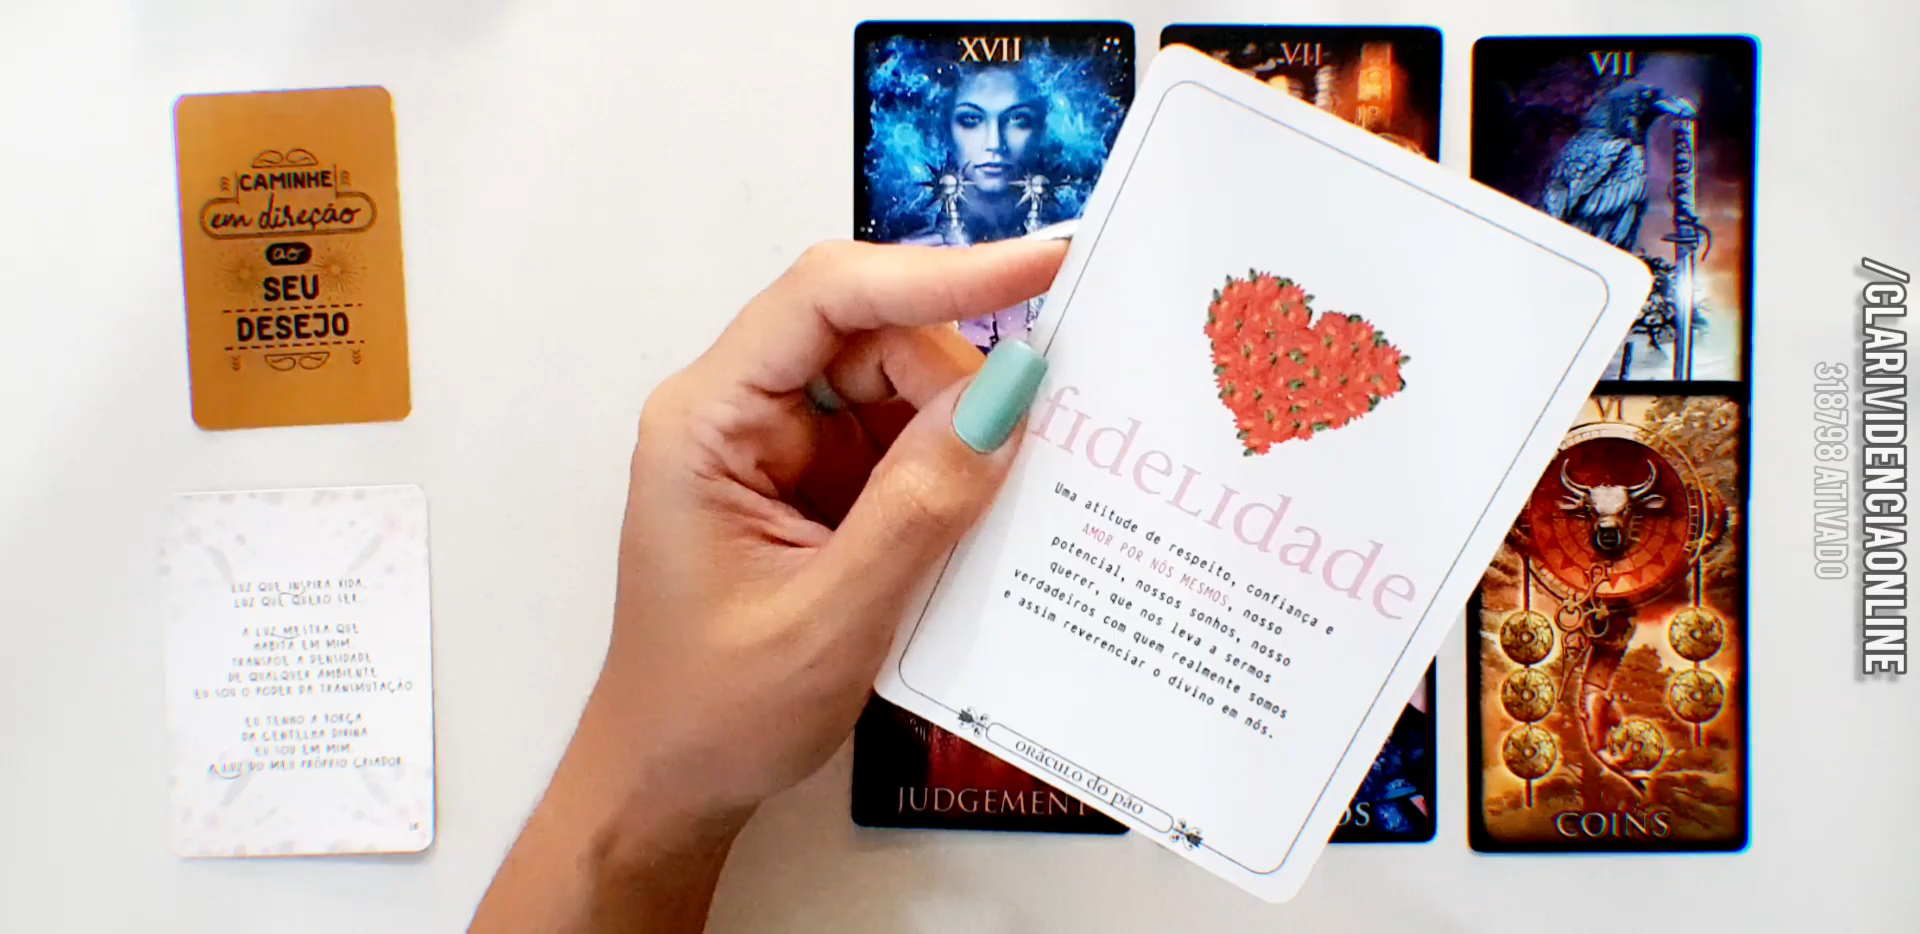 CAMINHE
em direção
ao
SEU
DESEJO
LUZ QUE INSPIRA VIDA,
LUZ QUE QUERO SER...
A LUZ MESTRA QUE
HABITA EM MIM,
TRANSPÕE A DENSIDADE
DE QUALQUER AMBIENTE.
EU SOU O PODER DA TRANSMUTAÇÃO
EU TENHO A FORÇA
DA CENTELHA DIVINA
EU SOU EM MIM,
A LUZ DO MEU PRÓPRIO CRIADOR.
XVII
VII
VII
fidelidade
Uma atitude de respeito, confiança e
AMOR POR NÓS MESMOS, nosso
potencial, nossos sonhos, nosso
querer, que nos leva a sermos
verdadeiros com quem realmente somos
e assim reverenciar o divino em nós.
oráculo do pão
JUDGEMENT
VI
COINS
/CLARIVIDENCIAONLINE
318798 ATIVADO